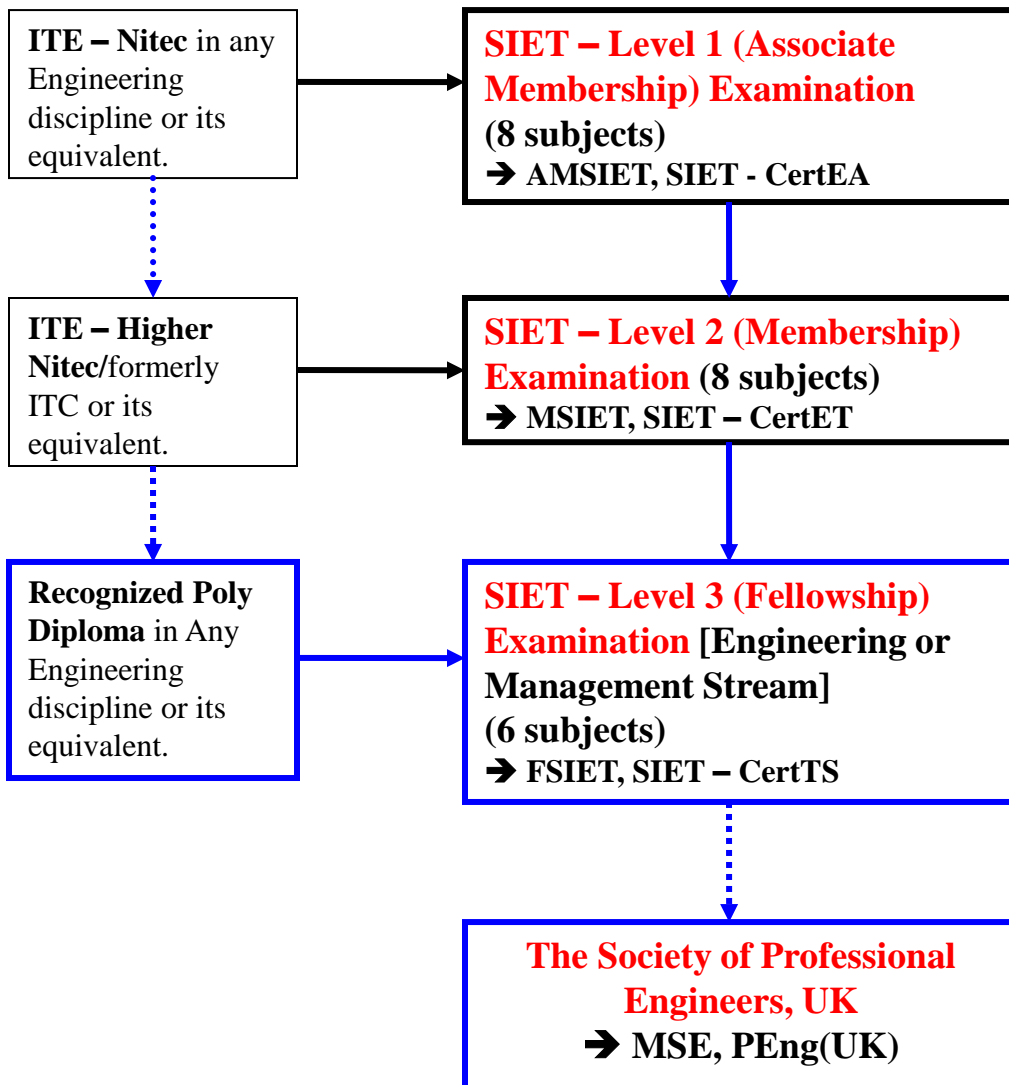 ITE – Nitec in any
Engineering
discipline or its
equivalent.
SIET – Level 1 (Associate
Membership) Examination
(8 subjects)
➔ AMSIET, SIET - CertEA
ITE – Higher
Nitec/formerly
ITC or its
equivalent.
SIET – Level 2 (Membership)
Examination (8 subjects)
➔ MSIET, SIET – CertET
Recognized Poly
Diploma in Any
Engineering
discipline or its
equivalent.
SIET – Level 3 (Fellowship)
Examination [Engineering or
Management Stream]
(6 subjects)
➔ FSIET, SIET – CertTS
The Society of Professional
Engineers, UK
➔ MSE, PEng(UK)